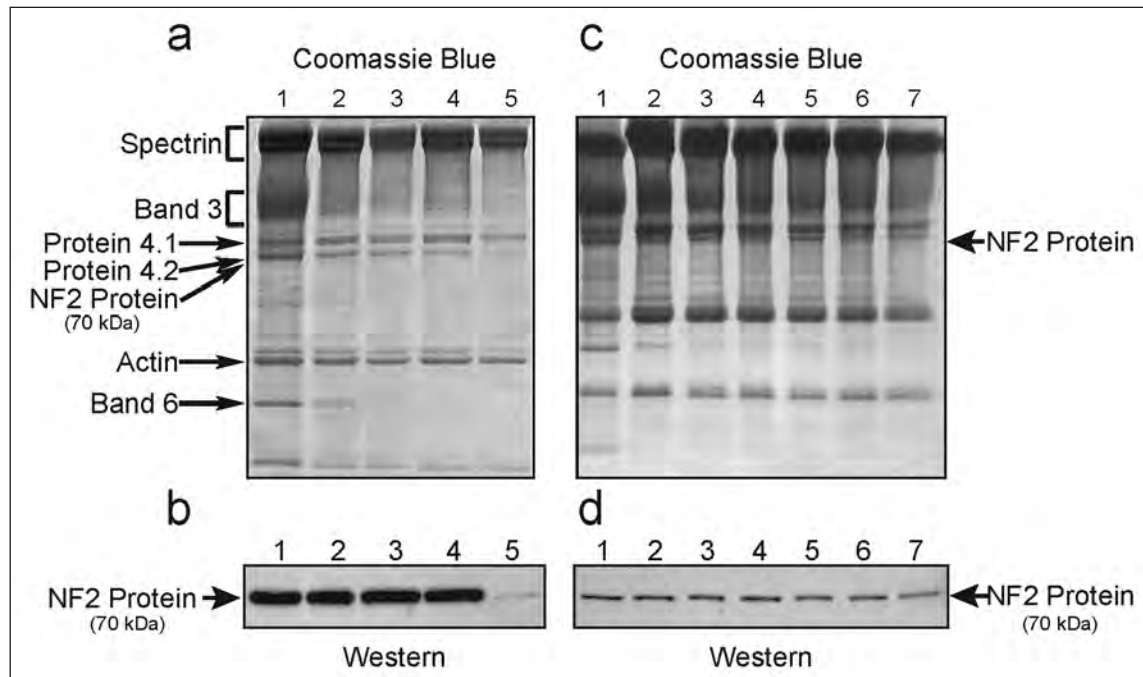 a
Coomassie Blue
1 2 3 4 5
Spectrin
Band 3
Protein 4.1
Protein 4.2
NF2 Protein
(70 kDa)
Actin
Band 6
c
Coomassie Blue
1 2 3 4 5 6 7
NF2 Protein
b
1 2 3 4 5
NF2 Protein
(70 kDa)
Western
d
1 2 3 4 5 6 7
NF2 Protein
(70 kDa)
Western